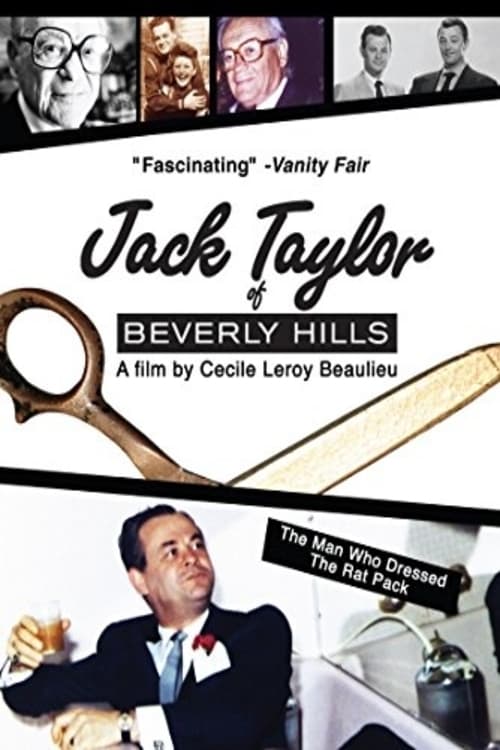 "Fascinating" -Vanity Fair
Jack Taylor
of
BEVERLY HILLS
A film by Cecile Leroy Beaulieu
The Man Who Dressed
The Rat Pack